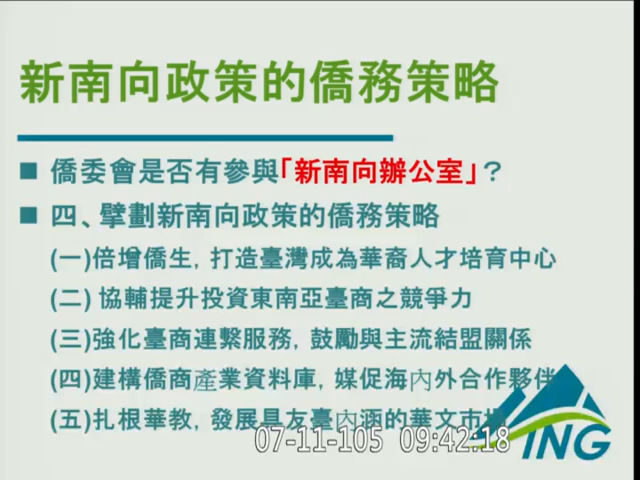 新南向政策的僑務策略
■ 僑委會是否有參與「新南向辦公室」？
■ 四、擘劃新南向政策的僑務策略
(一)倍增僑生，打造臺灣成為華裔人才培育中心
(二) 協輔提升投資東南亞臺商之競爭力
(三)強化臺商連繫服務，鼓勵與主流結盟關係
(四)建構僑商產業資料庫，媒促海內外合作夥伴
(五)扎根華教，發展具友臺內涵的華文市場
07-11-105 09:42:18
ING